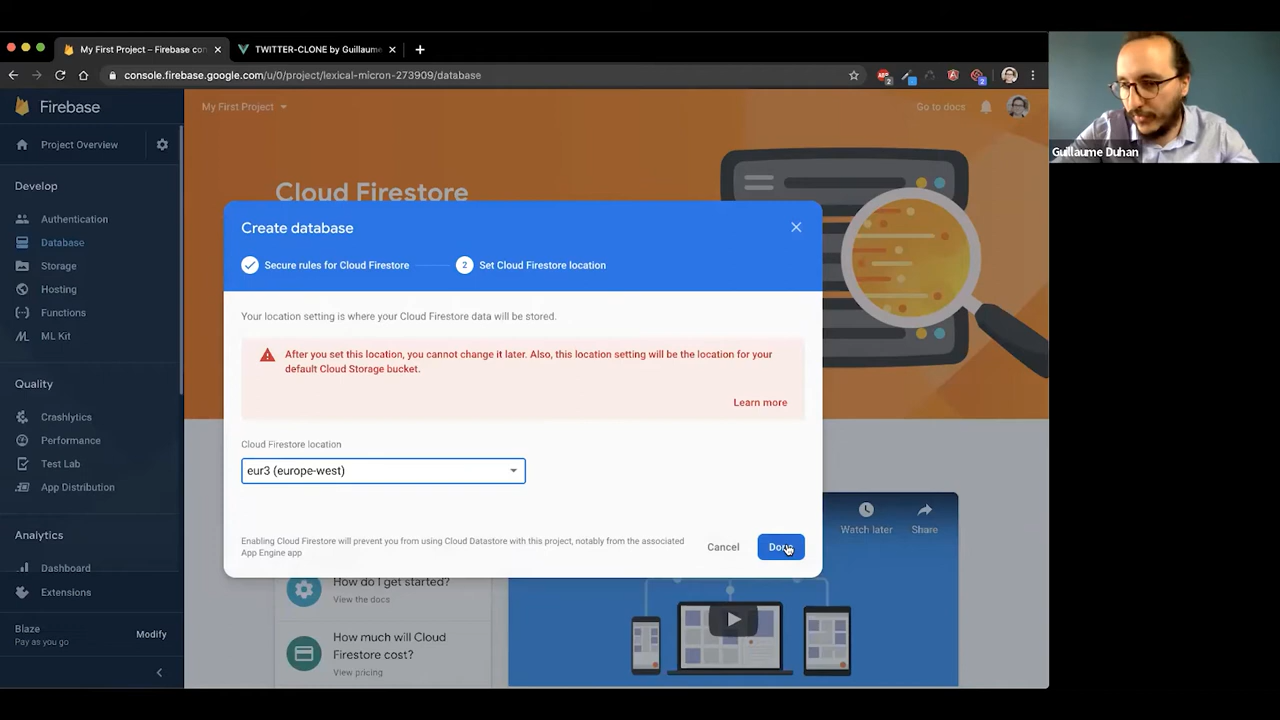 My First Project – Firebase con
TWITTER-CLONE by Guillaume
console.firebase.google.com/u/0/project/lexical-micron-273909/database
2
2
Guillaume Duhan
Firebase
My First Project
Go to docs
Project Overview
Develop
Authentication
Database
Storage
Hosting
Functions
ML Kit
Quality
Crashlytics
Performance
Test Lab
App Distribution
Analytics
Dashboard
Extensions
Blaze
Pay as you go
Modify
Cloud Firestore
Create database
Secure rules for Cloud Firestore
2 Set Cloud Firestore location
Your location setting is where your Cloud Firestore data will be stored.
After you set this location, you cannot change it later. Also, this location setting will be the location for your
default Cloud Storage bucket.
Learn more
Cloud Firestore location
eur3 (europe-west)
Enabling Cloud Firestore will prevent you from using Cloud Datastore with this project, notably from the associated
App Engine app
Cancel
Done
Watch later
Share
How do I get started?
View the docs
How much will Cloud
Firestore cost?
View pricing